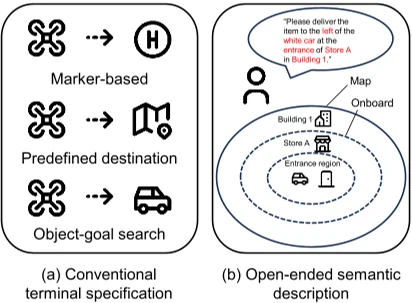 H
Marker-based
Predefined destination
Object-goal search
(a) Conventional
terminal specification
"Please deliver the
item to the left of the
white car at the
entrance of Store A
in Building 1."
Map
Onboard
Building 1
Store A
Entrance region
(b) Open-ended semantic
description